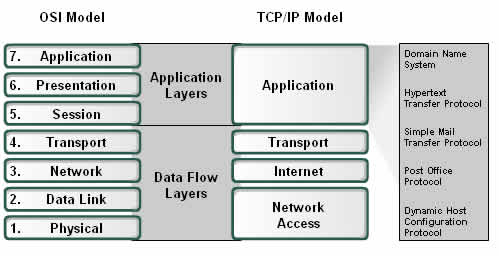 OSI Model
TCP/IP Model
7. Application
6. Presentation
5. Session
4. Transport
3. Network
2. Data Link
1. Physical
Application
Layers
Data Flow
Layers
Application
Transport
Internet
Network
Access
Domain Name
System
Hypertext
Transfer Protocol
Simple Mail
Transfer Protocol
Post Office
Protocol
Dynamic Host
Configuration
Protocol